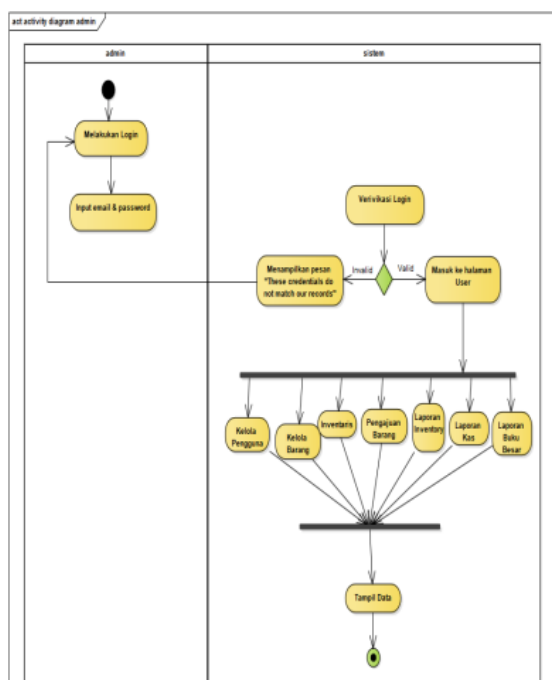 act activity diagram admin
admin
sistem
Melakukan Login
Input email & password
Verivikasi Login
Menampilkan pesan
"These credentials do
not match our records"
Invalid
Valid
Masuk ke halaman
User
Kelola
Pengguna
Kelola
Barang
Inventaris
Pengajuan
Barang
Laporan
Inventory
Laporan
Kas
Laporan
Buku
Besar
Tampil Data